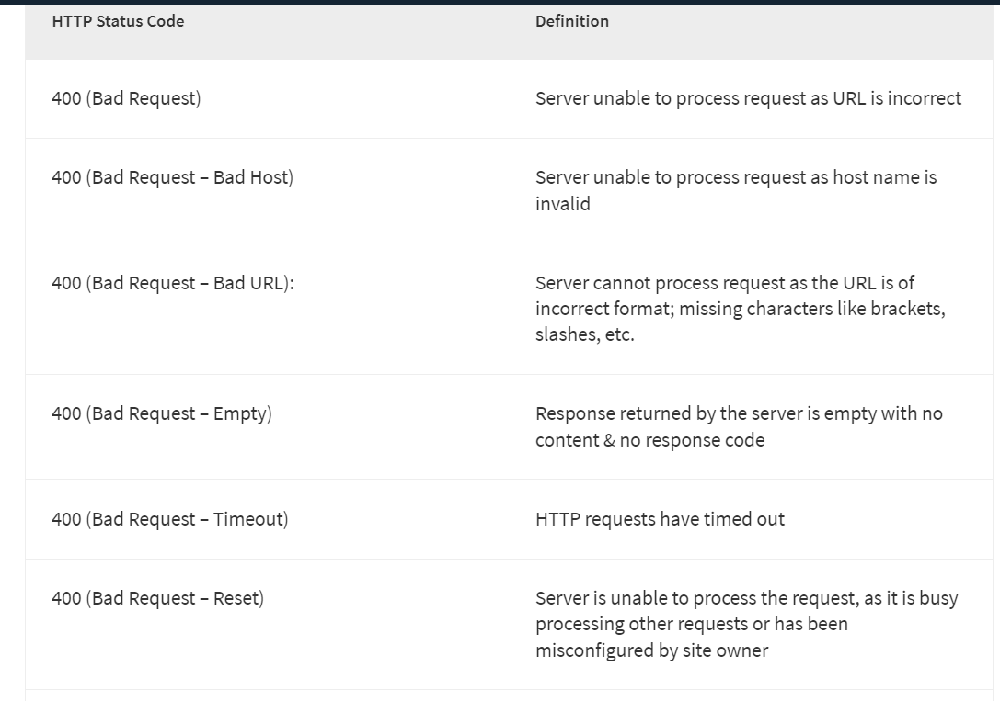 HTTP Status Code
Definition
400 (Bad Request)
Server unable to process request as URL is incorrect
400 (Bad Request – Bad Host)
Server unable to process request as host name is
invalid
400 (Bad Request – Bad URL):
Server cannot process request as the URL is of
incorrect format; missing characters like brackets,
slashes, etc.
400 (Bad Request – Empty)
Response returned by the server is empty with no
content & no response code
400 (Bad Request – Timeout)
HTTP requests have timed out
400 (Bad Request – Reset)
Server is unable to process the request, as it is busy
processing other requests or has been
misconfigured by site owner